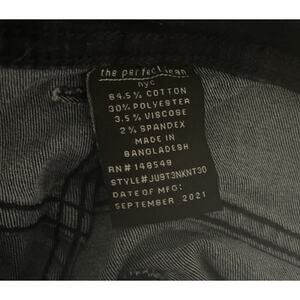 the perfect jean
nyc
64.5% COTTON
30% POLYESTER
3.5% VISCOSE
2% SPANDEX
MADE IN
BANGLADESH
RN# 148549
STYLE#JU9T3NKNT30
DATE OF MFG:
SEPTEMBER 2021